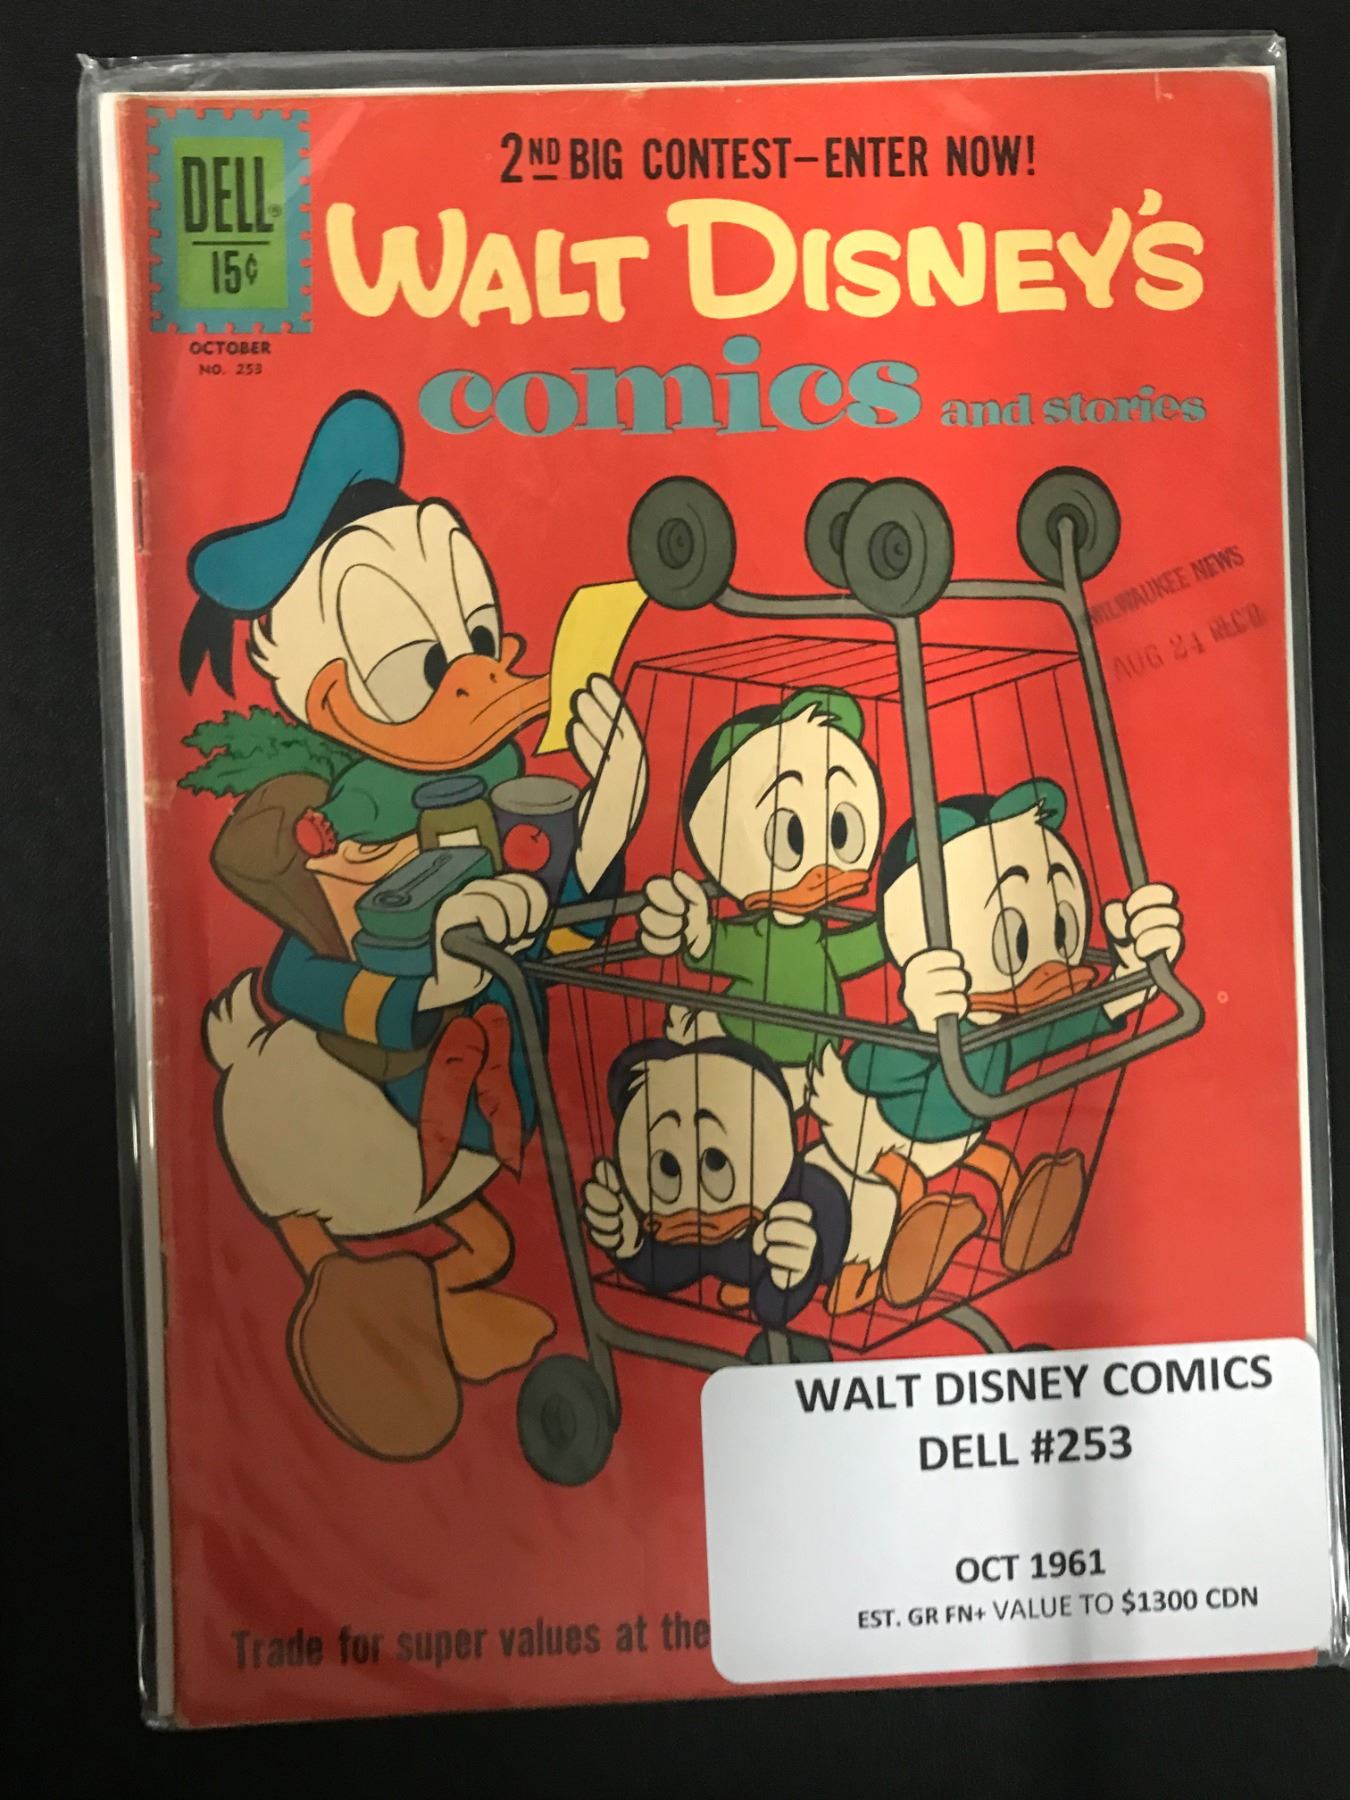 2ND BIG CONTEST—ENTER NOW!
DELL®
15¢
WALT DISNEY'S
comics and stories
OCTOBER
NO. 253
MILWAUKEE NEWS
AUG 24 REC'D
WALT DISNEY COMICS
DELL #253
OCT 1961
EST. GR FN+ VALUE TO $1300 CDN
Trade for super values at the